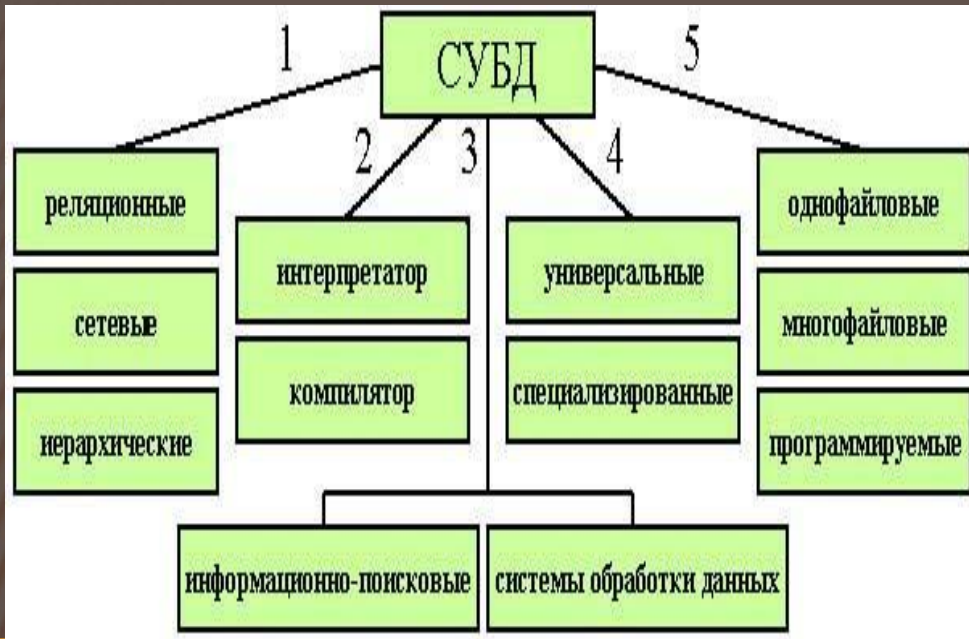 СУБД
1
2
3
4
5
реляционные
сетевые
иерархические
интерпретатор
компилятор
универсальные
специализированные
однофайловые
многофайловые
программируемые
информационно-поисковые
системы обработки данных